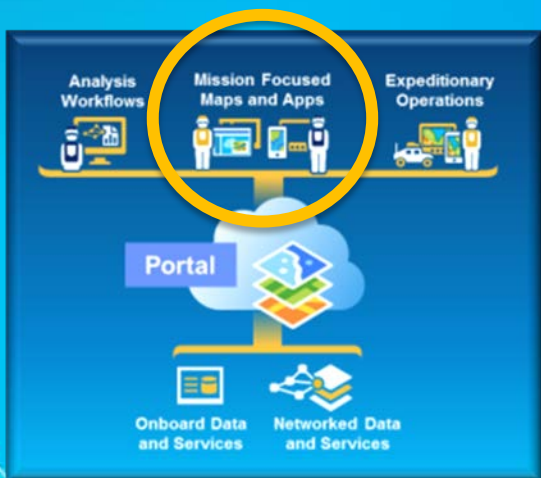 Analysis
Workflows
Mission Focused
Maps and Apps
Expeditionary
Operations
Portal
Onboard Data
and Services
Networked Data
and Services